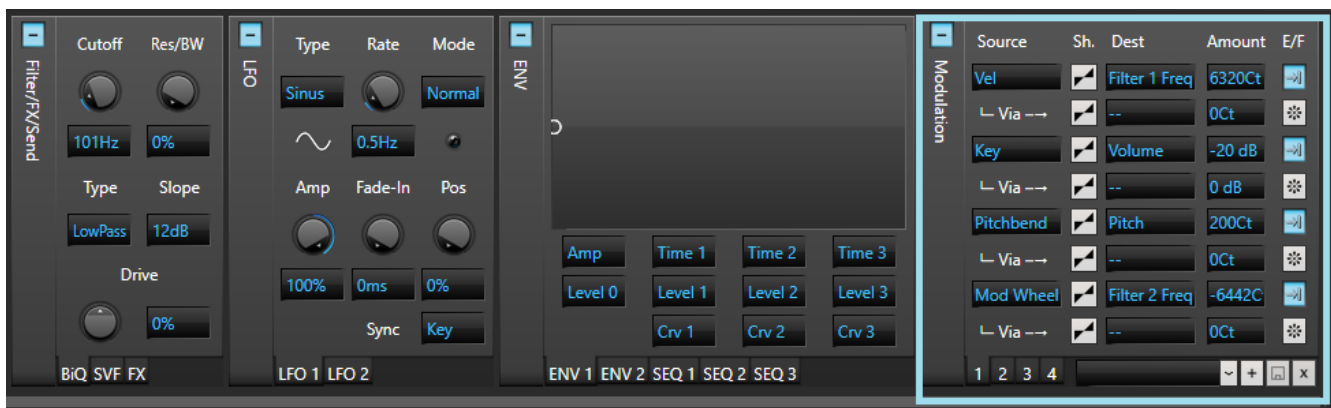 Filter/FX/Send
Cutoff Res/BW
101Hz 0%
Type Slope
LowPass 12dB
Drive
0%
BiQ SVF FX
LFO
Type Rate Mode
Sinus Normal
0.5Hz
Amp Fade-In Pos
100% 0ms 0%
Sync Key
LFO 1 LFO 2
ENV
Amp Time 1 Time 2 Time 3
Level 0 Level 1 Level 2 Level 3
Crv 1 Crv 2 Crv 3
ENV 1 ENV 2 SEQ 1 SEQ 2 SEQ 3
Modulation
Source Sh. Dest Amount E/F
Vel Filter 1 Freq 6320Ct
Via -- 0Ct
Key Volume -20 dB
Via -- 0 dB
Pitchbend Pitch 200Ct
Via -- 0Ct
Mod Wheel Filter 2 Freq -6442C
Via -- 0Ct
1 2 3 4 + x